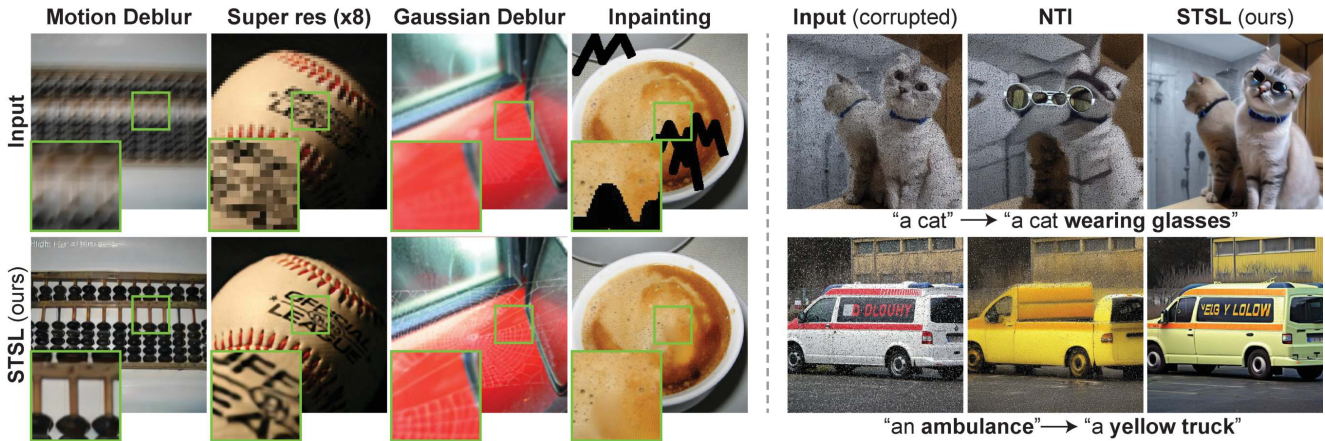 Motion Deblur
Super res (x8)
Gaussian Deblur
Inpainting
Input (corrupted)
NTI
STSL (ours)
Input
STSL (ours)
OFFICIAL
LEAGUE
D DLOUHY
"a cat" → "a cat wearing glasses"
"an ambulance" → "a yellow truck"